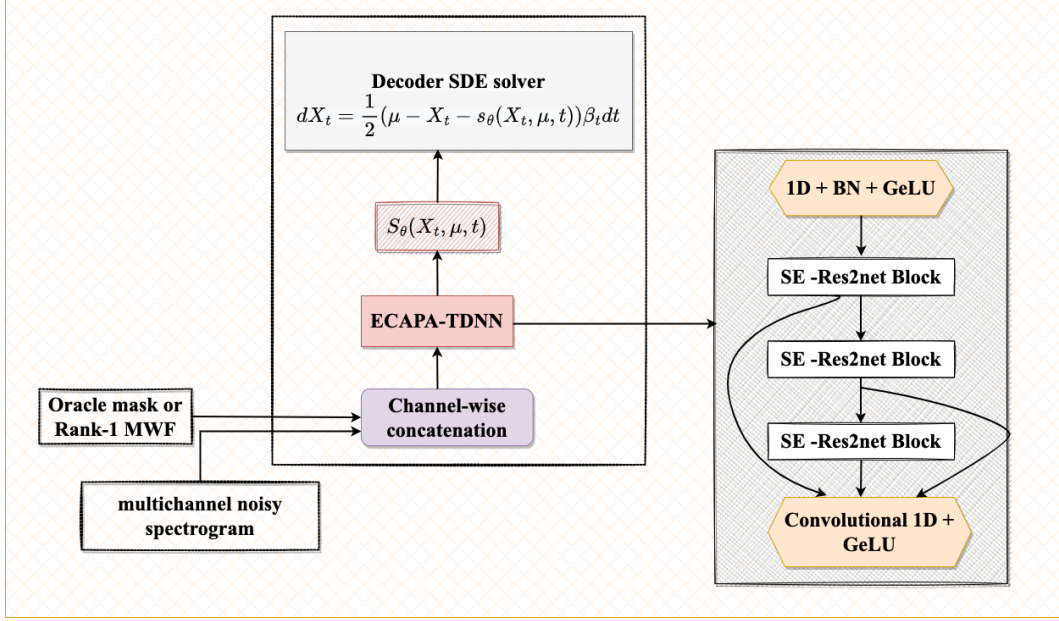 Decoder SDE solver
dX_t = \frac{1}{2}(μ − X_t − s_θ(X_t, μ, t))β_t dt
S_θ(X_t, μ, t)
ECAPA-TDNN
Channel-wise
concatenation
Oracle mask or
Rank-1 MWF
multichannel noisy
spectrogram
1D + BN + GeLU
SE -Res2net Block
SE -Res2net Block
SE -Res2net Block
Convolutional 1D +
GeLU